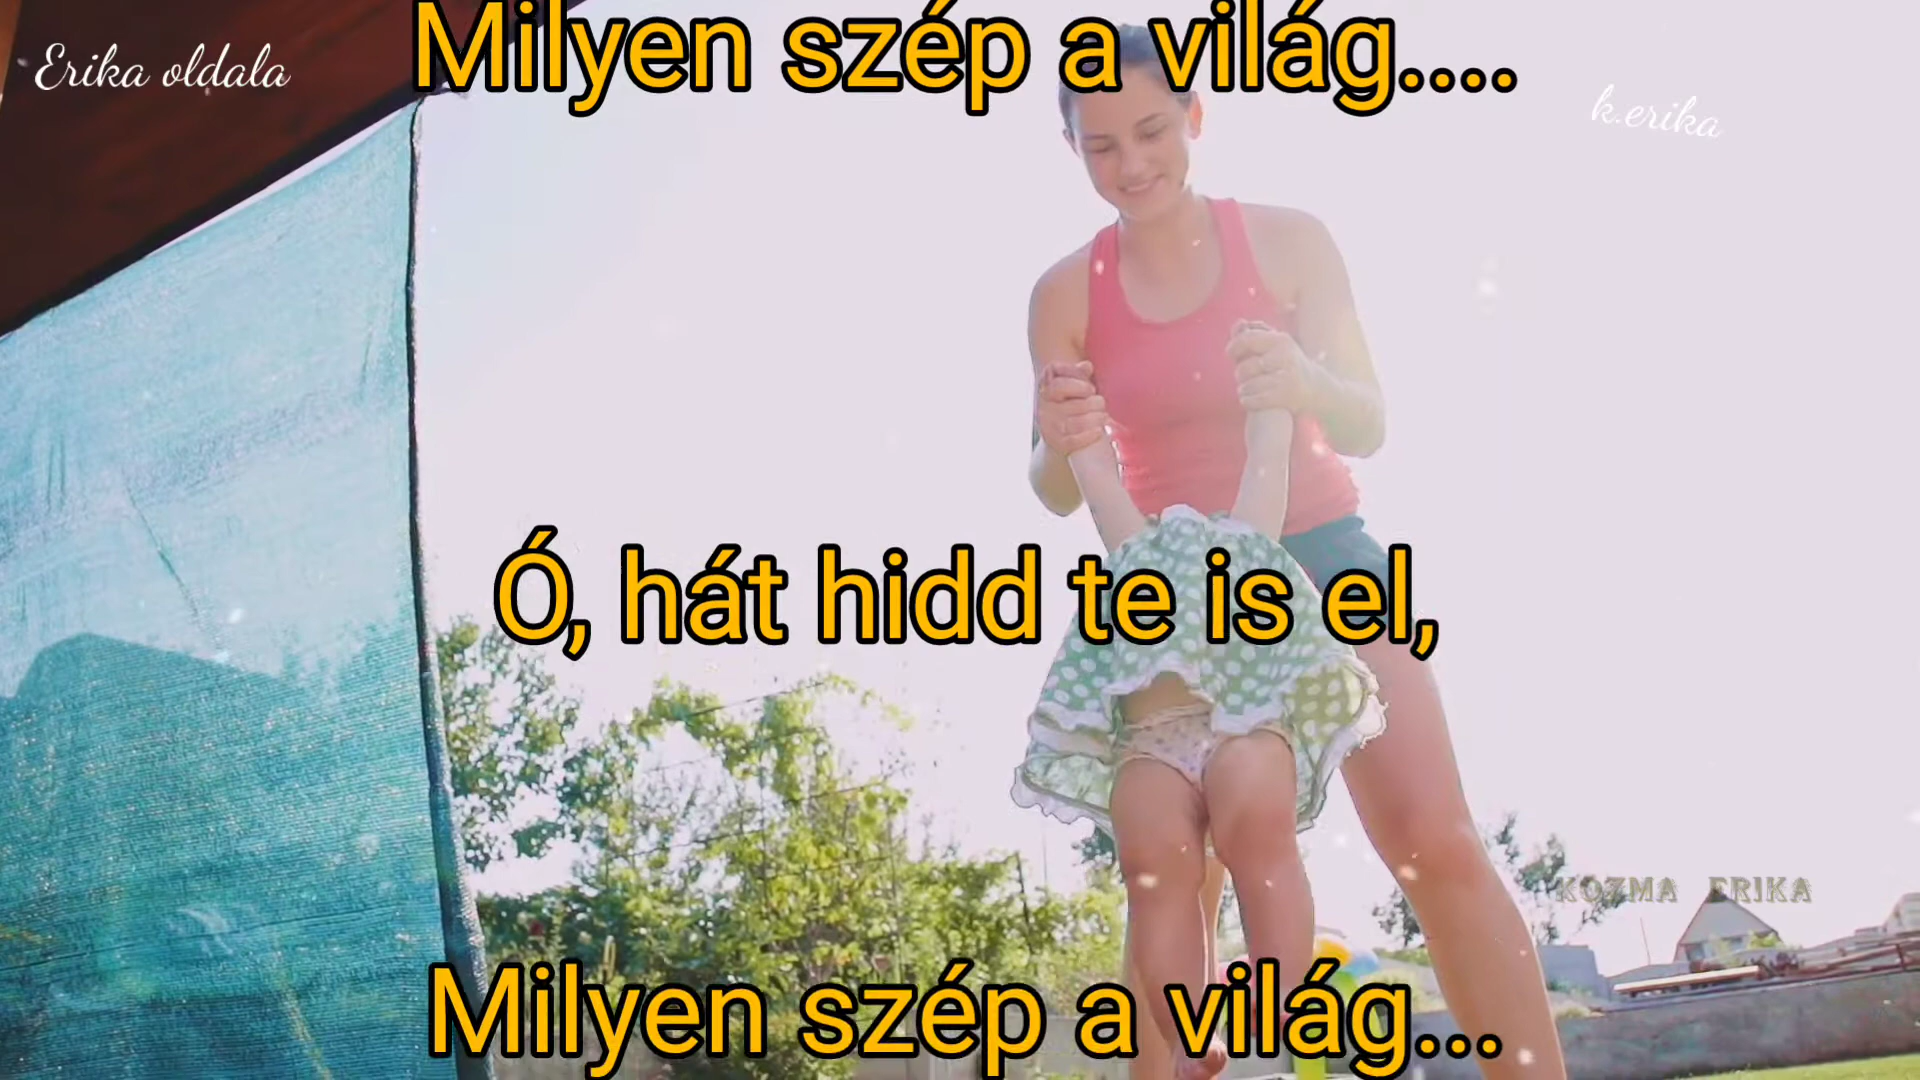 Milyen szép a világ....
Erika oldala
k.erika
Ó, hát hidd te is el,
KOZMA ERIKA
Milyen szép a világ...